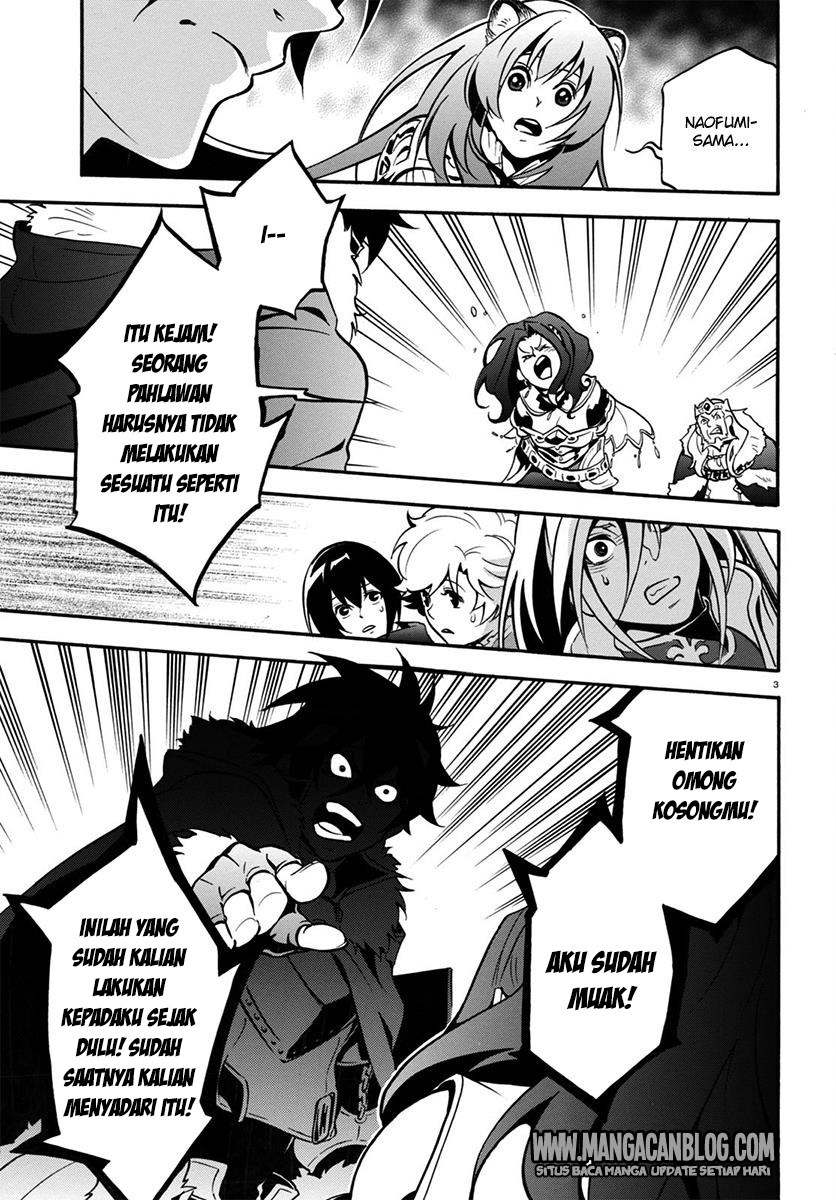 NAOFUMI-
SAMA...
I--
ITU KEJAM!
SEORANG
PAHLAWAN
HARUSNYA TIDAK
MELAKUKAN
SESUATU SEPERTI
ITU!
3
HENTIKAN
OMONG
KOSONGMU!
AKU SUDAH
MUAK!
INILAH YANG
SUDAH KALIAN
LAKUKAN
KEPADAKU SEJAK
DULU! SUDAH
SAATNYA KALIAN
MENYADARI ITU!
WWW.MANGACANBLOG.COM
SITUS BACA MANGA UPDATE SETIAP HARI